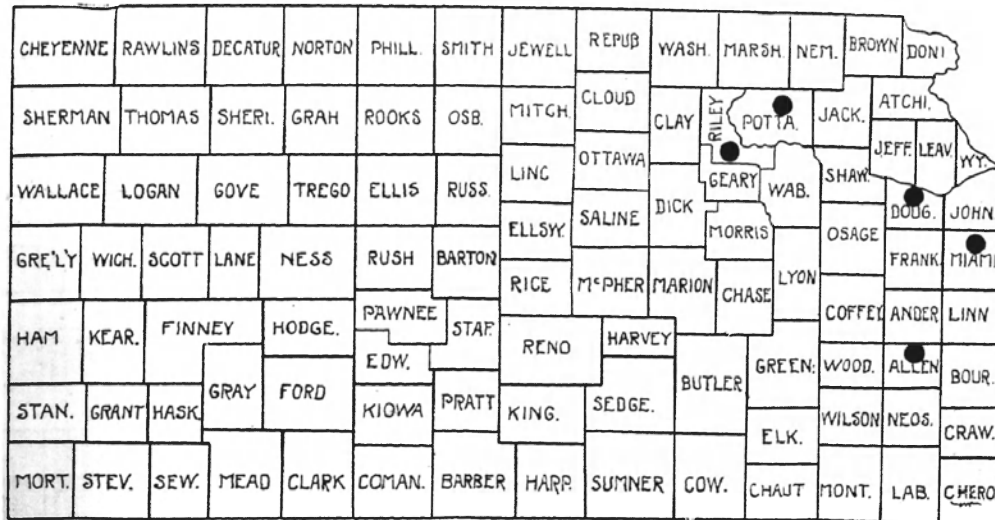 CHEYENNE RAWLINS DECATUR NORTON PHILL. SMITH JEWELL REPUB WASH. MARSH. NEM. BROWN DONI
SHERMAN THOMAS SHERI. GRAH ROOKS OSB. MITCH. CLOUD CLAY RILEY POTTA. JACK. ATCHI.
JEFF. LEAV. WY.
WALLACE LOGAN GOVE TREGO ELLIS RUSS. LINC OTTAWA DICK GEARY WAB. SHAW. DOUG. JOHN.
ELLSW. SALINE MORRIS OSAGE
GRE'LY WICH. SCOTT LANE NESS RUSH BARTON RICE McPHER MARION CHASE LYON FRANK. MIAMI
HAM KEAR. FINNEY HODGE. PAWNEE STAF. RENO HARVEY COFFEY ANDER LINN
EDW. BUTLER GREEN. WOOD. ALLEN BOUR.
STAN. GRANT HASK. GRAY FORD KIOWA PRATT KING. SEDGE. ELK. WILSON NEOS. CRAW.
MORT. STEV. SEW. MEAD CLARK COMAN. BARBER HARP. SUMNER COW. CHAUT MONT. LAB. CHERO